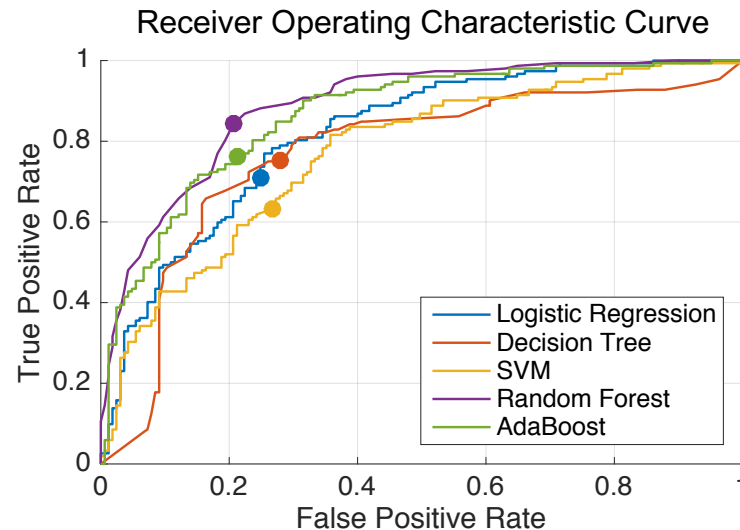 Receiver Operating Characteristic Curve
1
0.8
0.6
0.4
0.2
0
True Positive Rate
Logistic Regression
Decision Tree
SVM
Random Forest
AdaBoost
0 0.2 0.4 0.6 0.8
False Positive Rate